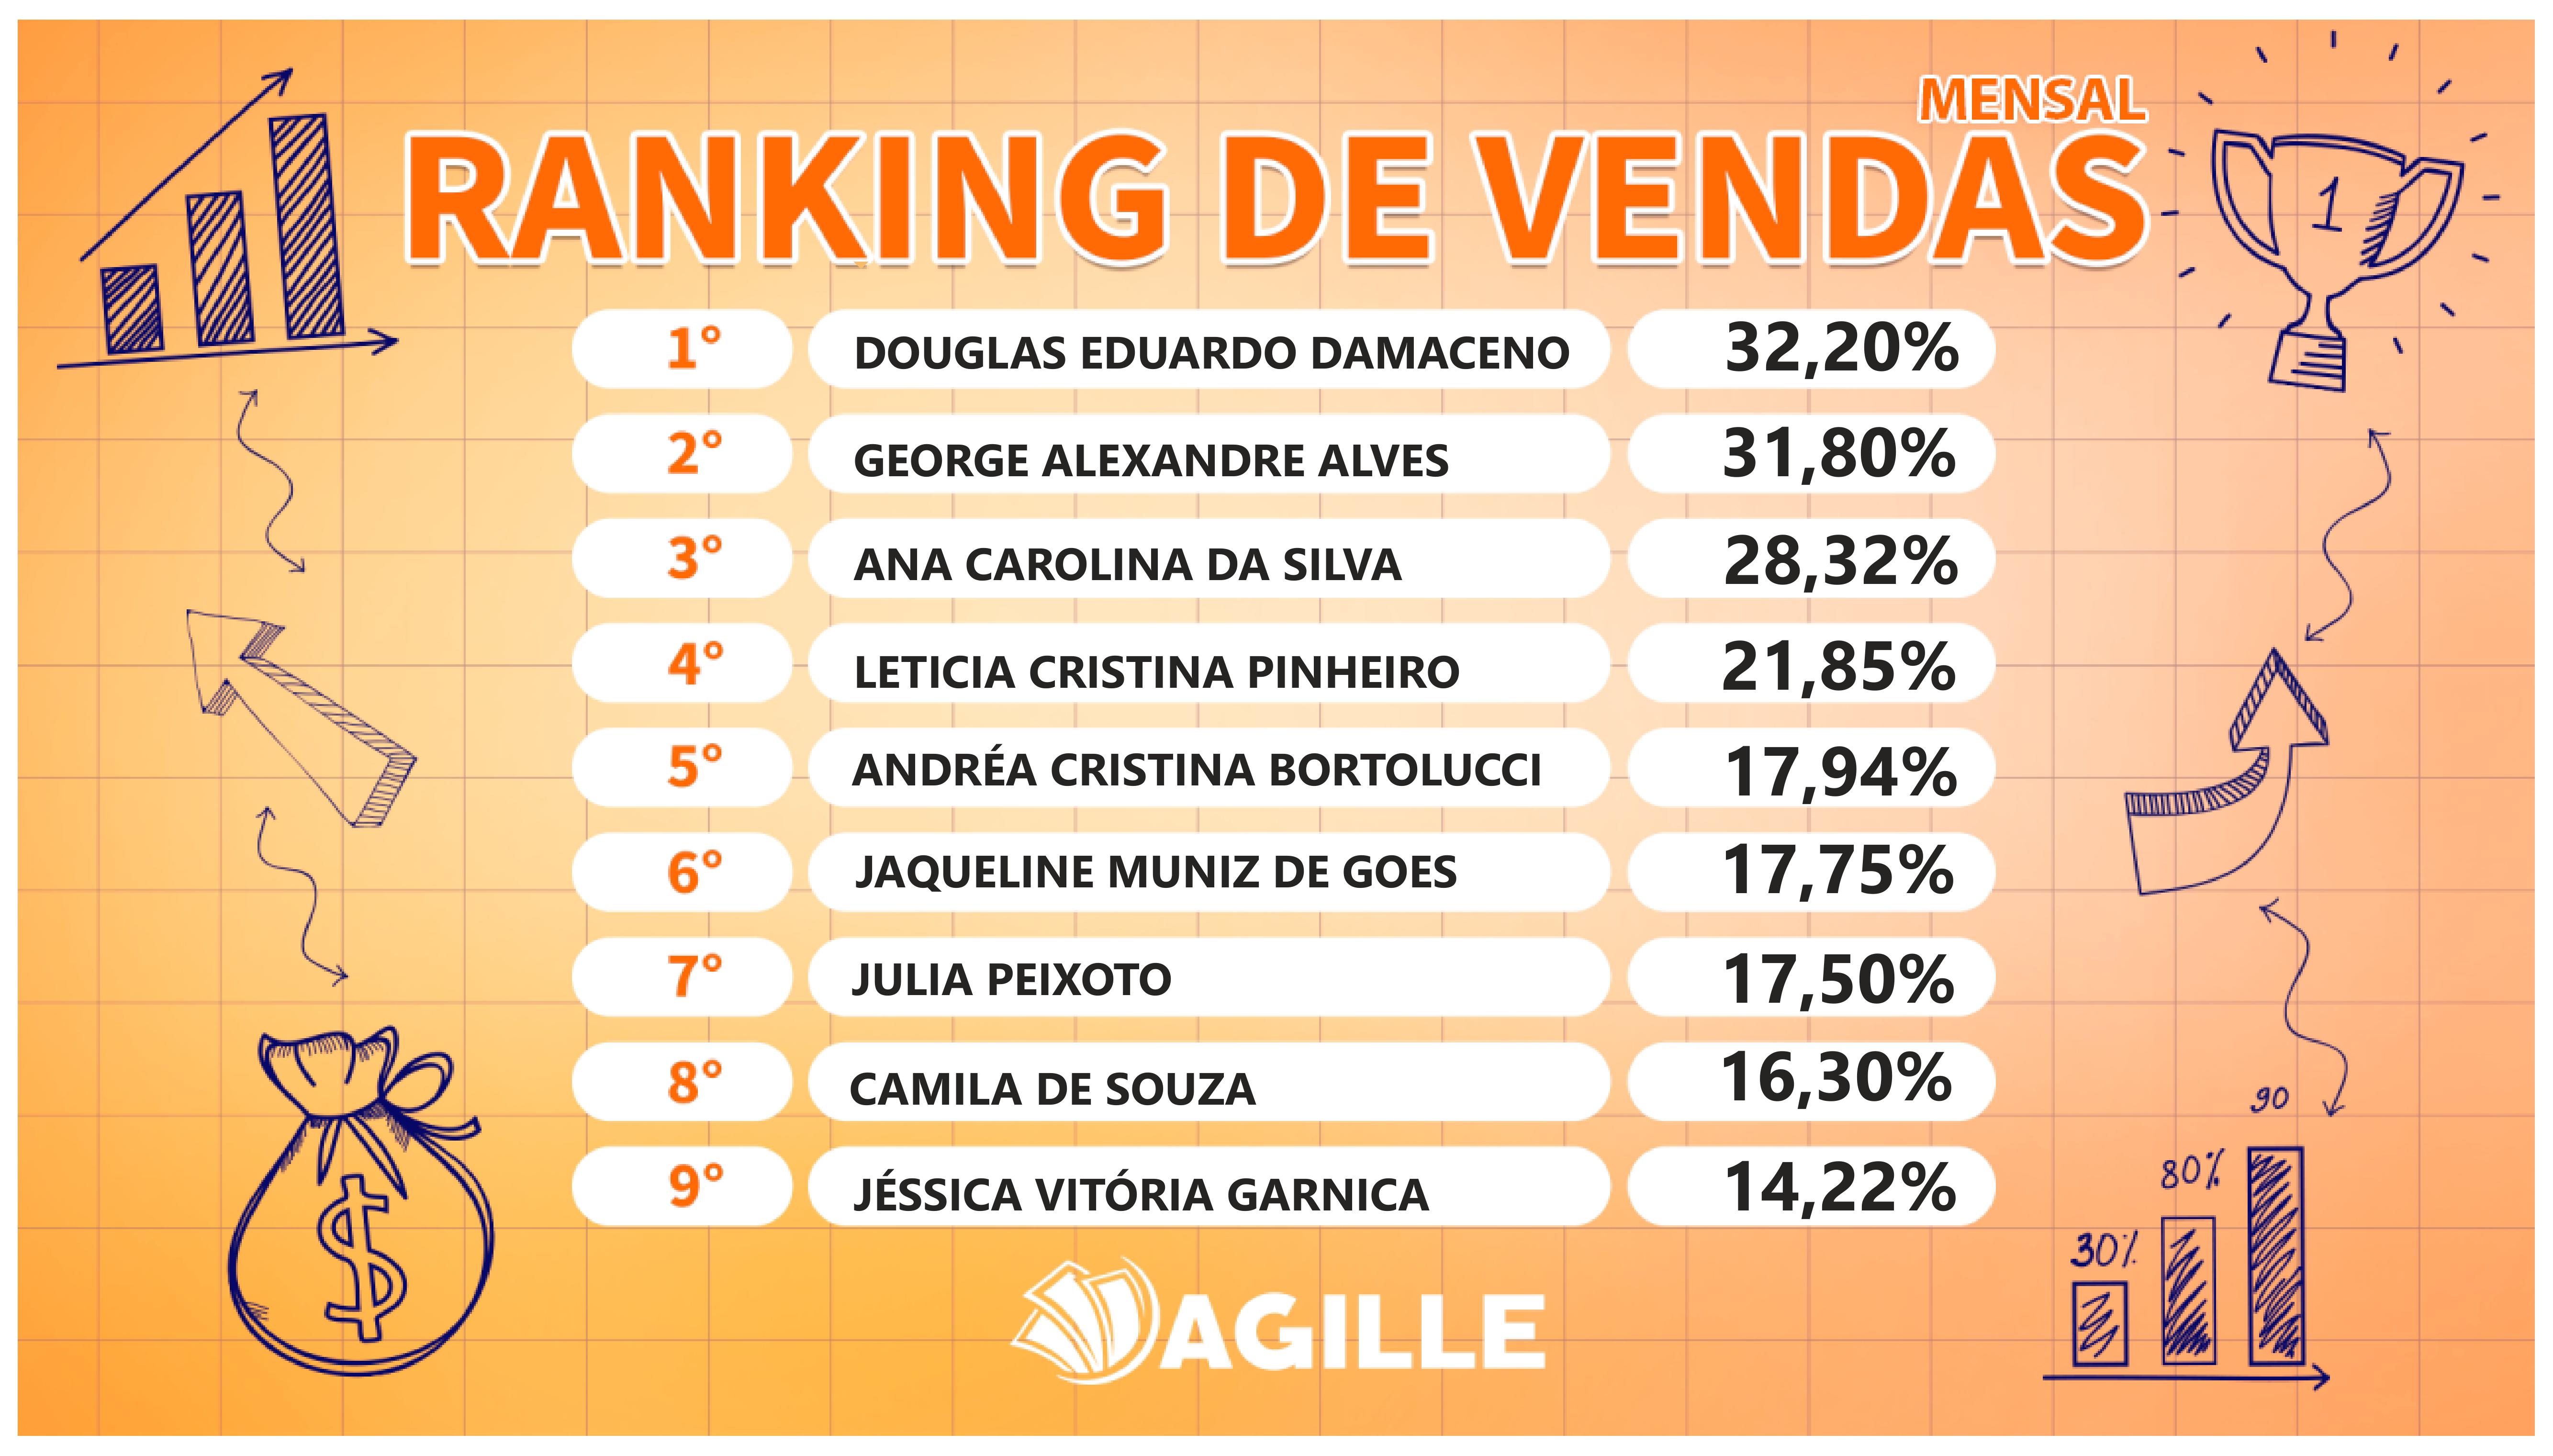 MENSAL
RANKING DE VENDAS
1
1° DOUGLAS EDUARDO DAMACENO 32,20%
2° GEORGE ALEXANDRE ALVES 31,80%
3° ANA CAROLINA DA SILVA 28,32%
4° LETICIA CRISTINA PINHEIRO 21,85%
5° ANDRÉA CRISTINA BORTOLUCCI 17,94%
6° JAQUELINE MUNIZ DE GOES 17,75%
7° JULIA PEIXOTO 17,50%
8° CAMILA DE SOUZA 16,30%
9° JÉSSICA VITÓRIA GARNICA 14,22%
$
90
80%
30%
AGILLE